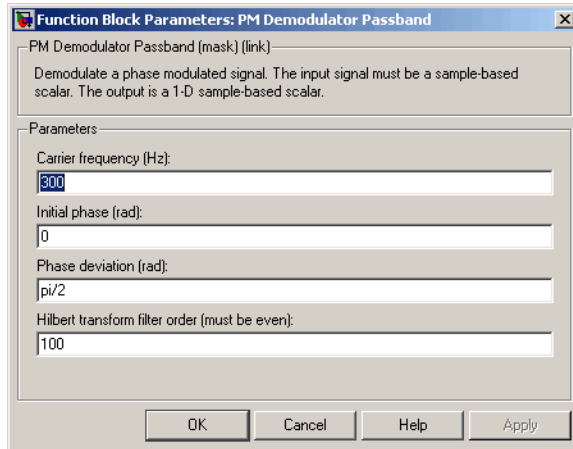 Function Block Parameters: PM Demodulator Passband
PM Demodulator Passband (mask) (link)
Demodulate a phase modulated signal. The input signal must be a sample-based
scalar. The output is a 1-D sample-based scalar.
Parameters
Carrier frequency (Hz):
300
Initial phase (rad):
0
Phase deviation (rad):
pi/2
Hilbert transform filter order (must be even):
100
OK Cancel Help Apply